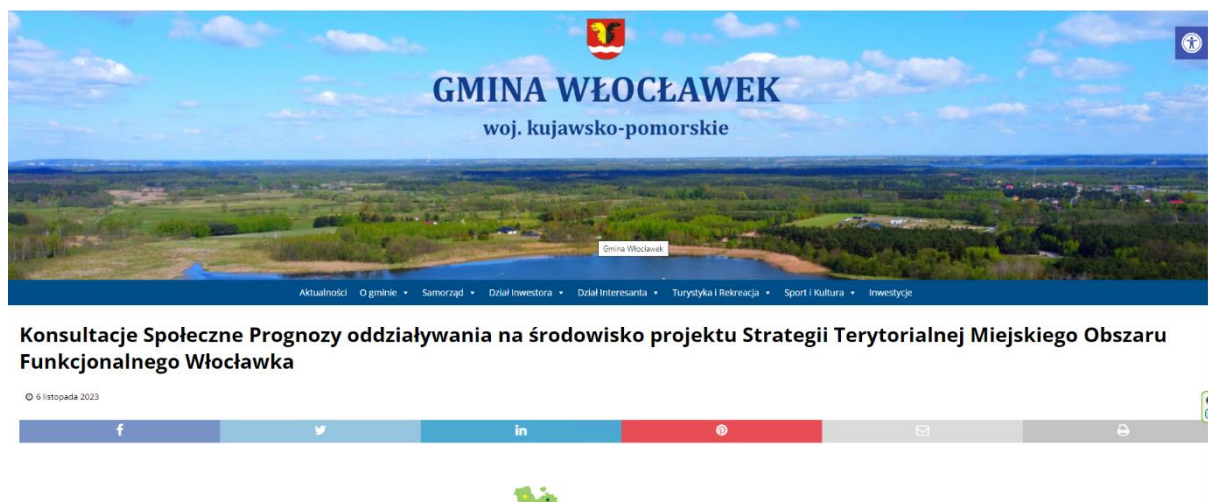 GMINA WŁOCŁAWEK
woj. kujawsko-pomorskie
Gmina Włocławek
Aktualności O gminie Samorząd Dział Inwestora Dział Interesanta Turystyka i Rekreacja Sport i Kultura Inwestycje
Konsultacje Społeczne Prognozy oddziaływania na środowisko projektu Strategii Terytorialnej Miejskiego Obszaru
Funkcjonalnego Włocławka
6 listopada 2023